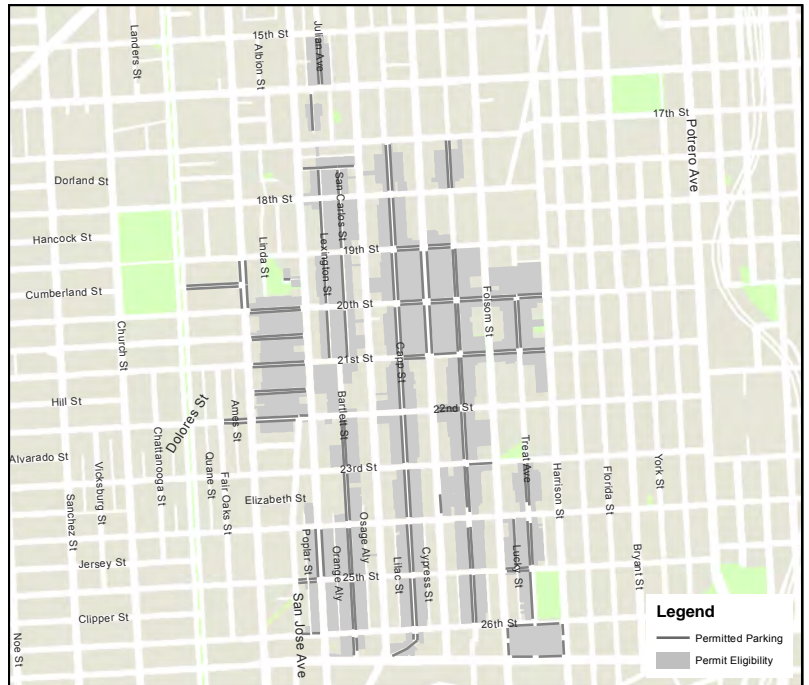 Landers St
15th St
Albion St
Julian Ave
17th St
Potrero Ave
Dorland St
18th St
San Carlos St
Hancock St
Linda St
Lexington St
19th St
Cumberland St
20th St
Folsom St
Church St
21st St
Capp St
Hill St
Ames St
Dolores St
Bartlett St
22nd St
Alvarado St
Vicksburg St
Chattanooga St
Quane St
Fair Oaks St
23rd St
Treat Ave
Harrison St
Florida St
York St
Sanchez St
Elizabeth St
Osage Aly
Jersey St
Poplar St
Orange Aly
25th St
Lilac St
Cypress St
Lucky St
Bryant St
Clipper St
San Jose Ave
26th St
Noe St
Legend
Permitted Parking
Permit Eligibility